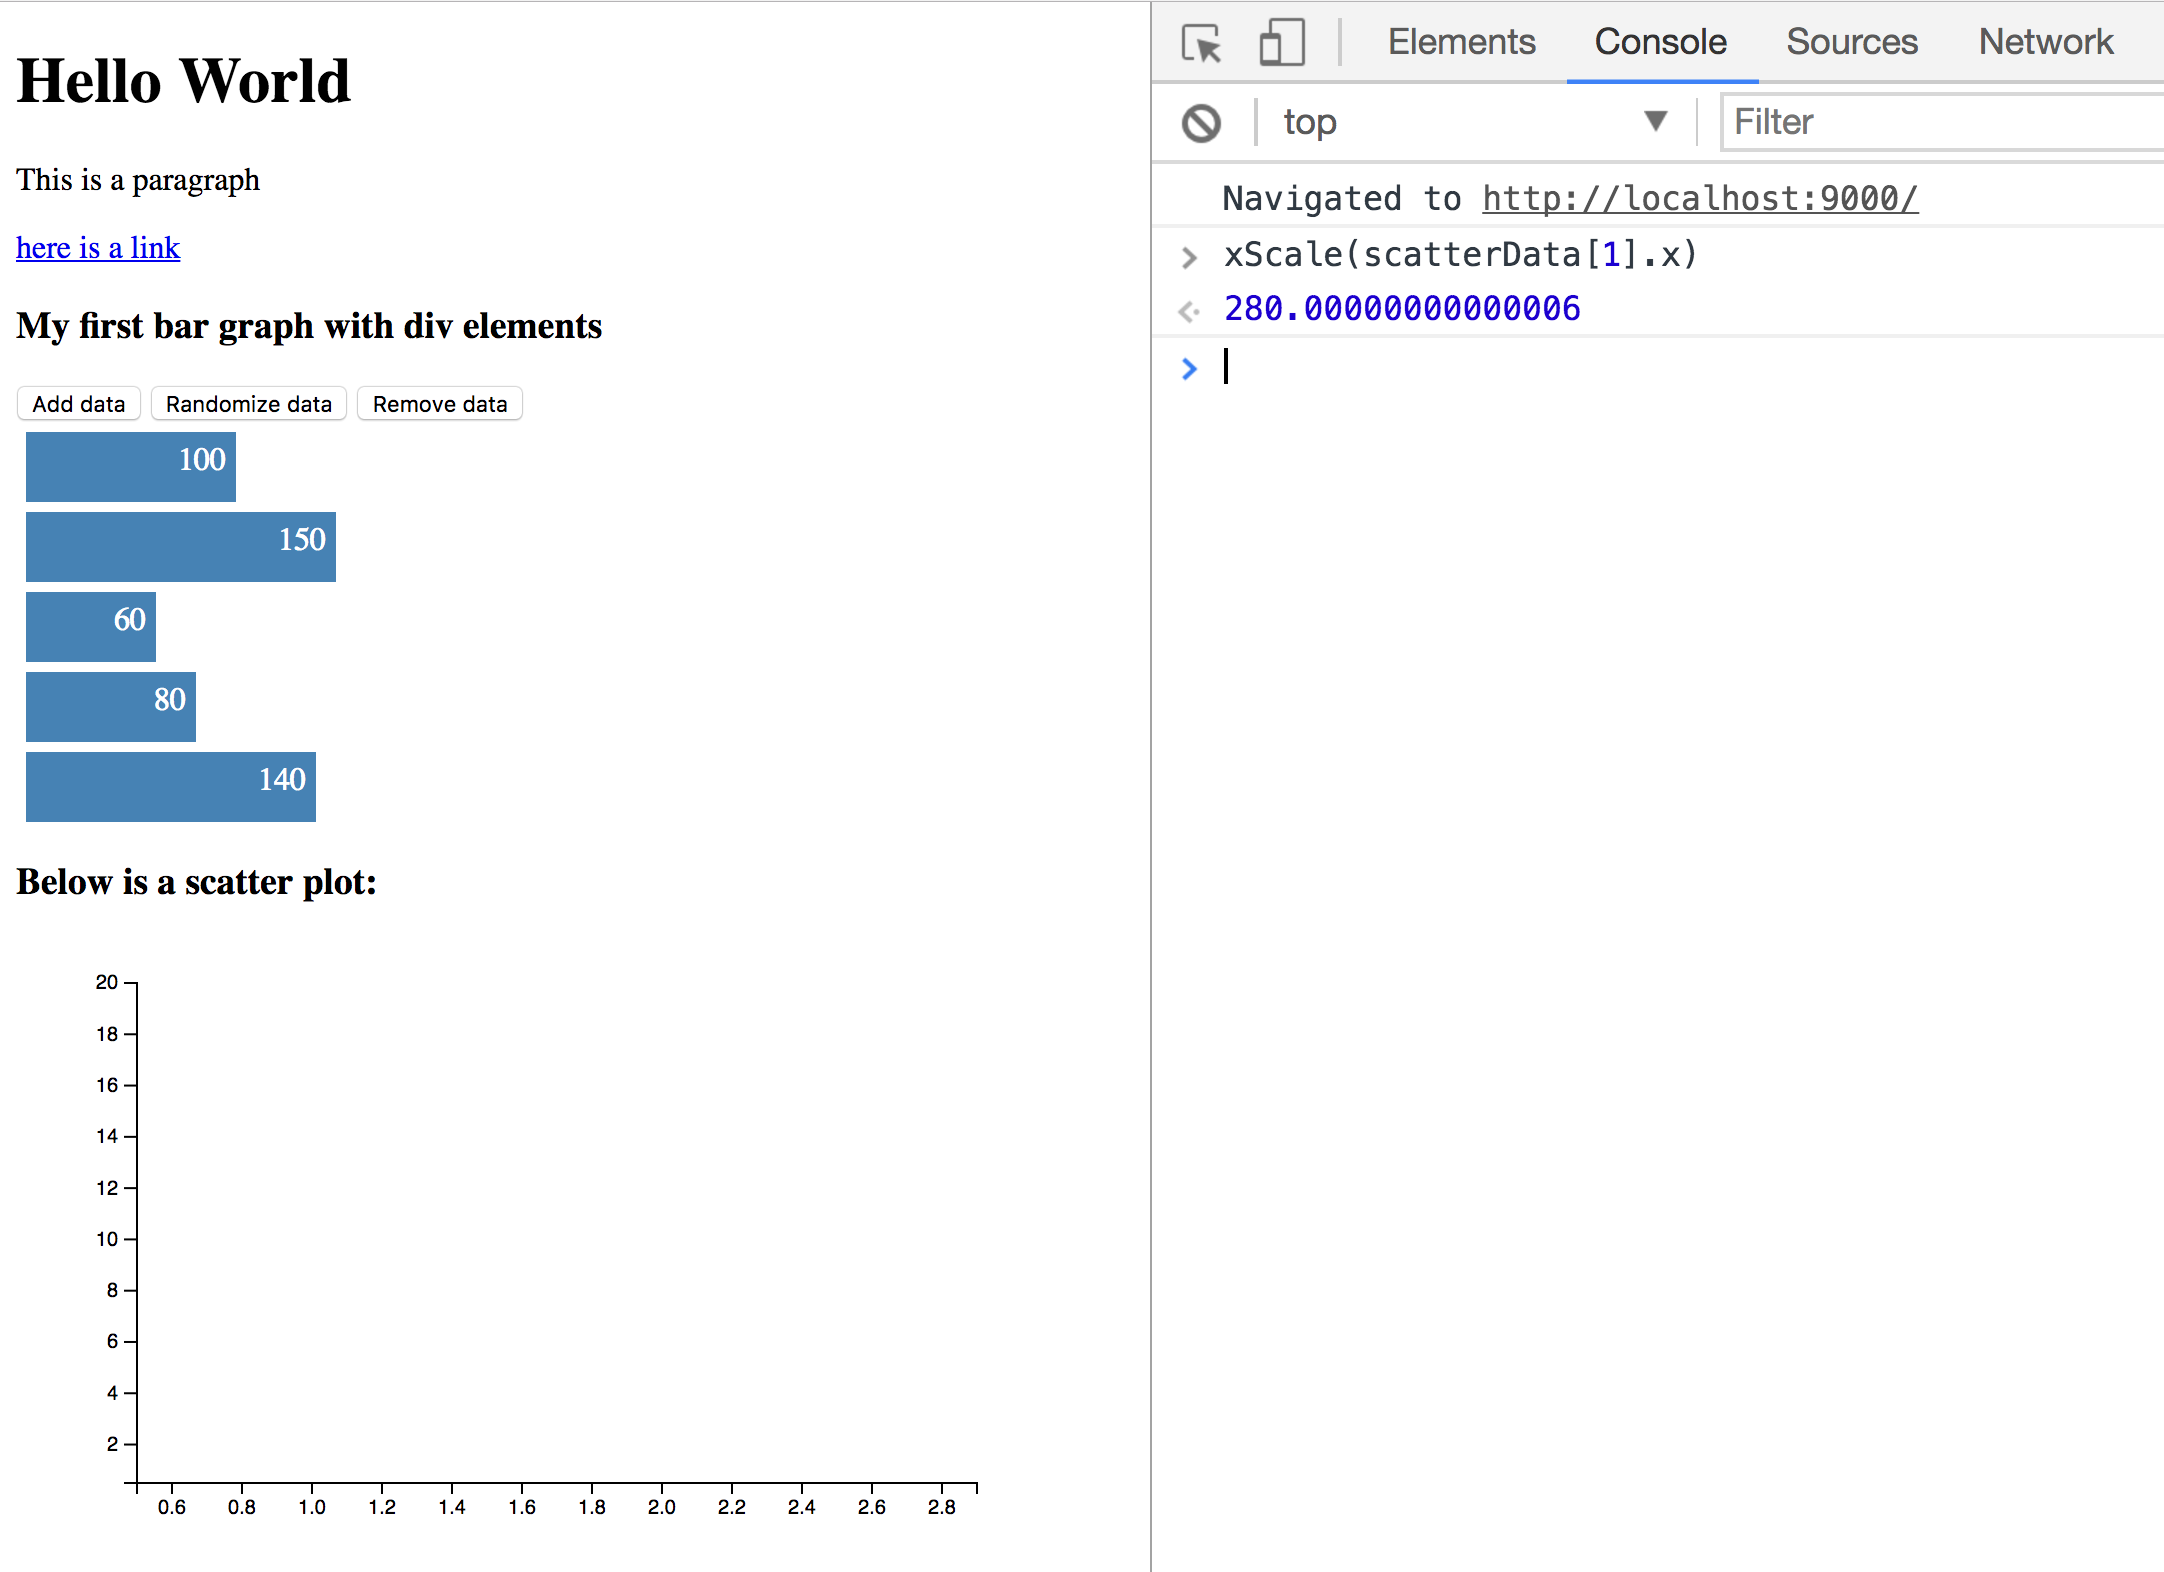 Hello World
This is a paragraph
here is a link
My first bar graph with div elements
Add data Randomize data Remove data
100
150
60
80
140
Below is a scatter plot:
20
18
16
14
12
10
8
6
4
2
0.6 0.8 1.0 1.2 1.4 1.6 1.8 2.0 2.2 2.4 2.6 2.8
Elements Console Sources Network
top Filter
Navigated to http://localhost:9000/
xScale(scatterData[1].x)
280.00000000000006